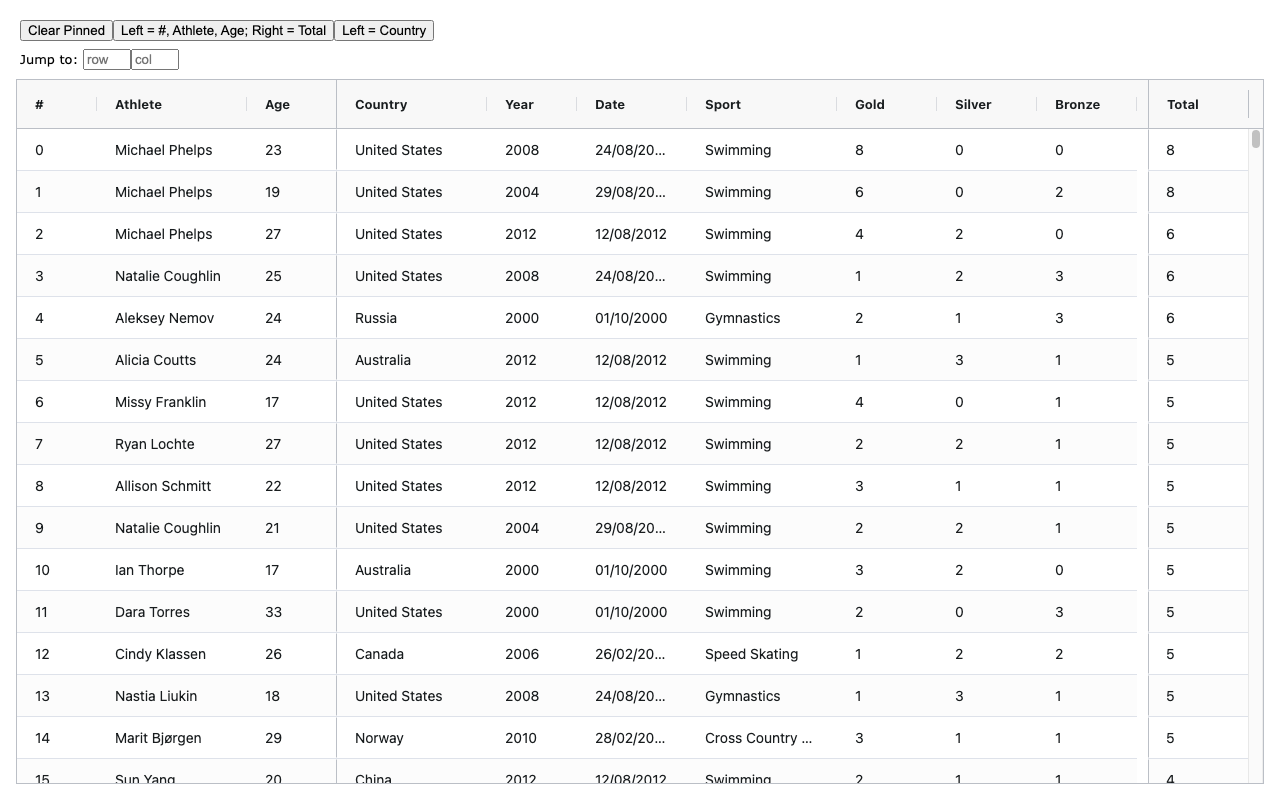 Clear Pinned Left = #, Athlete, Age; Right = Total Left = Country
Jump to: row col
# Athlete Age Country Year Date Sport Gold Silver Bronze Total
0 Michael Phelps 23 United States 2008 24/08/20... Swimming 8 0 0 8
1 Michael Phelps 19 United States 2004 29/08/20... Swimming 6 0 2 8
2 Michael Phelps 27 United States 2012 12/08/2012 Swimming 4 2 0 6
3 Natalie Coughlin 25 United States 2008 24/08/20... Swimming 1 2 3 6
4 Aleksey Nemov 24 Russia 2000 01/10/2000 Gymnastics 2 1 3 6
5 Alicia Coutts 24 Australia 2012 12/08/2012 Swimming 1 3 1 5
6 Missy Franklin 17 United States 2012 12/08/2012 Swimming 4 0 1 5
7 Ryan Lochte 27 United States 2012 12/08/2012 Swimming 2 2 1 5
8 Allison Schmitt 22 United States 2012 12/08/2012 Swimming 3 1 1 5
9 Natalie Coughlin 21 United States 2004 29/08/20... Swimming 2 2 1 5
10 Ian Thorpe 17 Australia 2000 01/10/2000 Swimming 3 2 0 5
11 Dara Torres 33 United States 2000 01/10/2000 Swimming 2 0 3 5
12 Cindy Klassen 26 Canada 2006 26/02/20... Speed Skating 1 2 2 5
13 Nastia Liukin 18 United States 2008 24/08/20... Gymnastics 1 3 1 5
14 Marit Bjørgen 29 Norway 2010 28/02/20... Cross Country ... 3 1 1 5
15 Sun Yang 20 China 2012 12/08/2012 Swimming 2 1 1 4